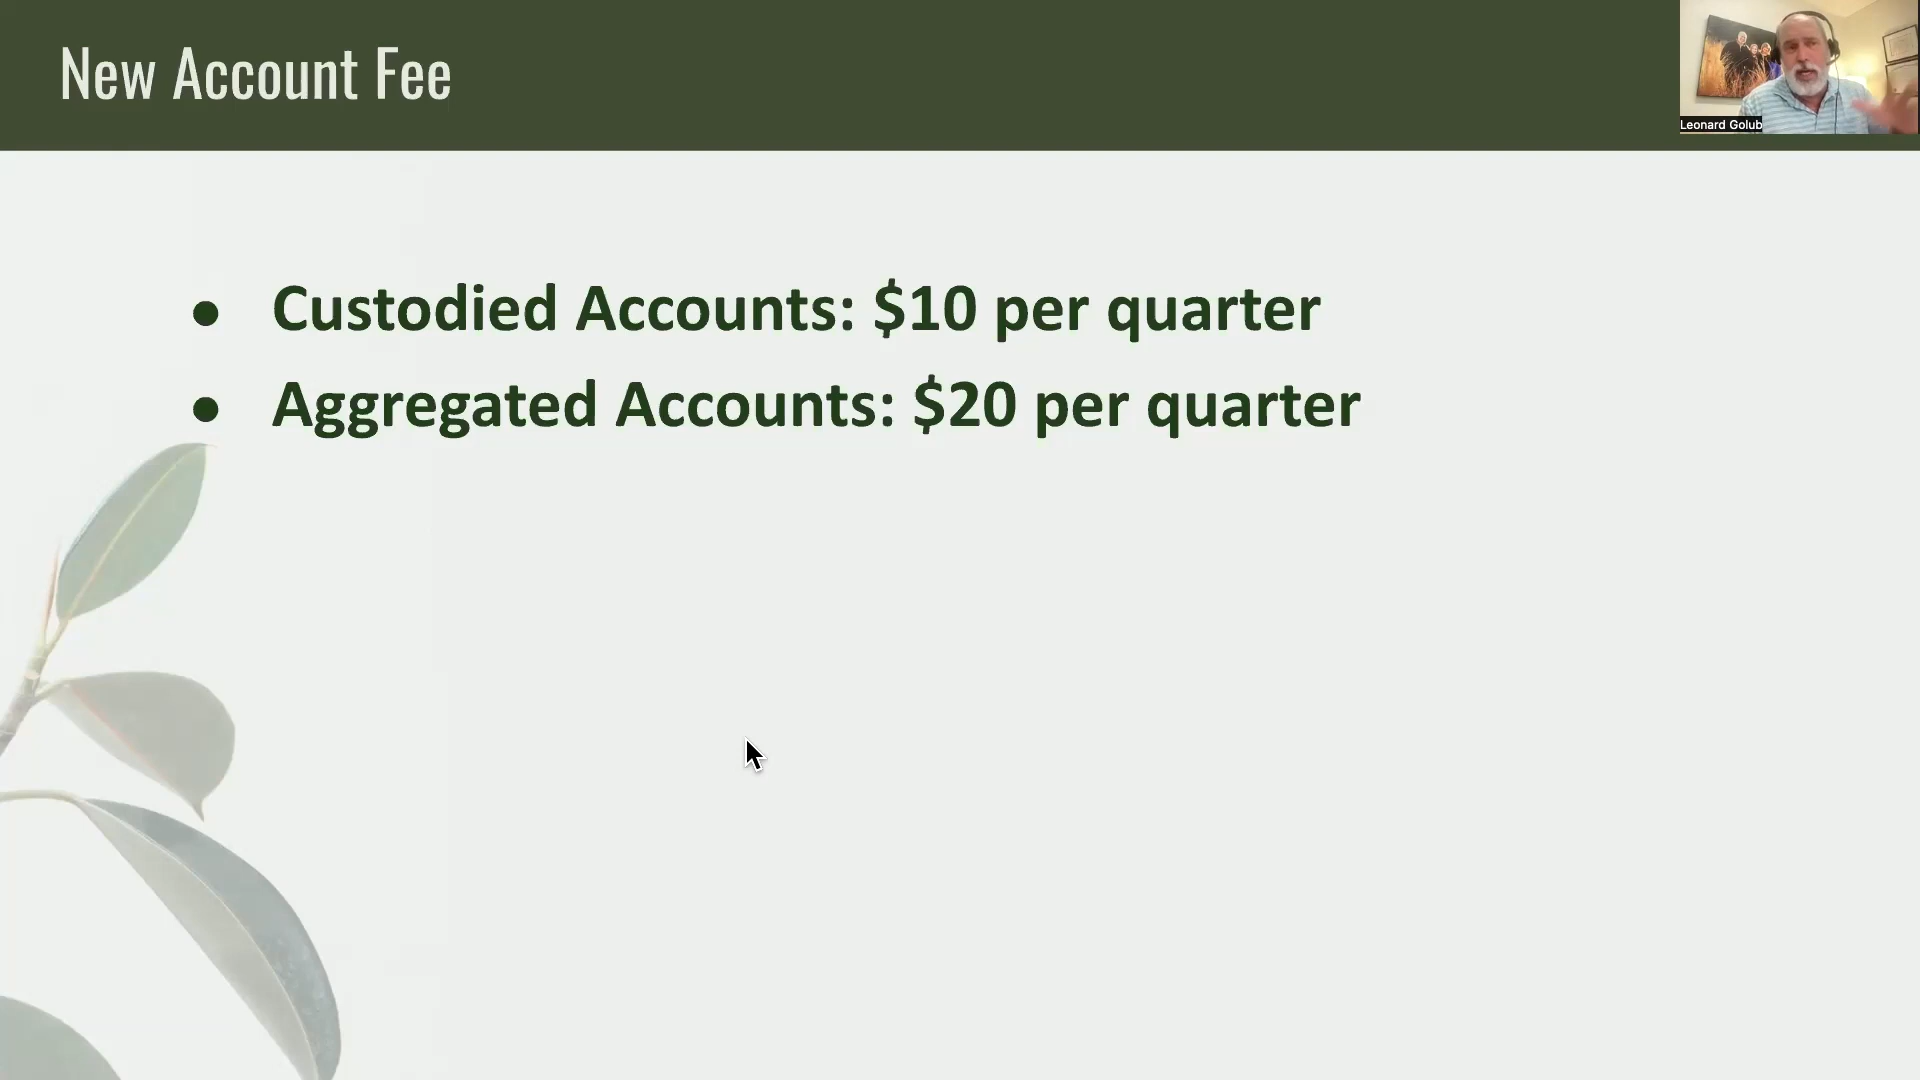 New Account Fee
Leonard Golub
● Custodied Accounts: $10 per quarter
● Aggregated Accounts: $20 per quarter